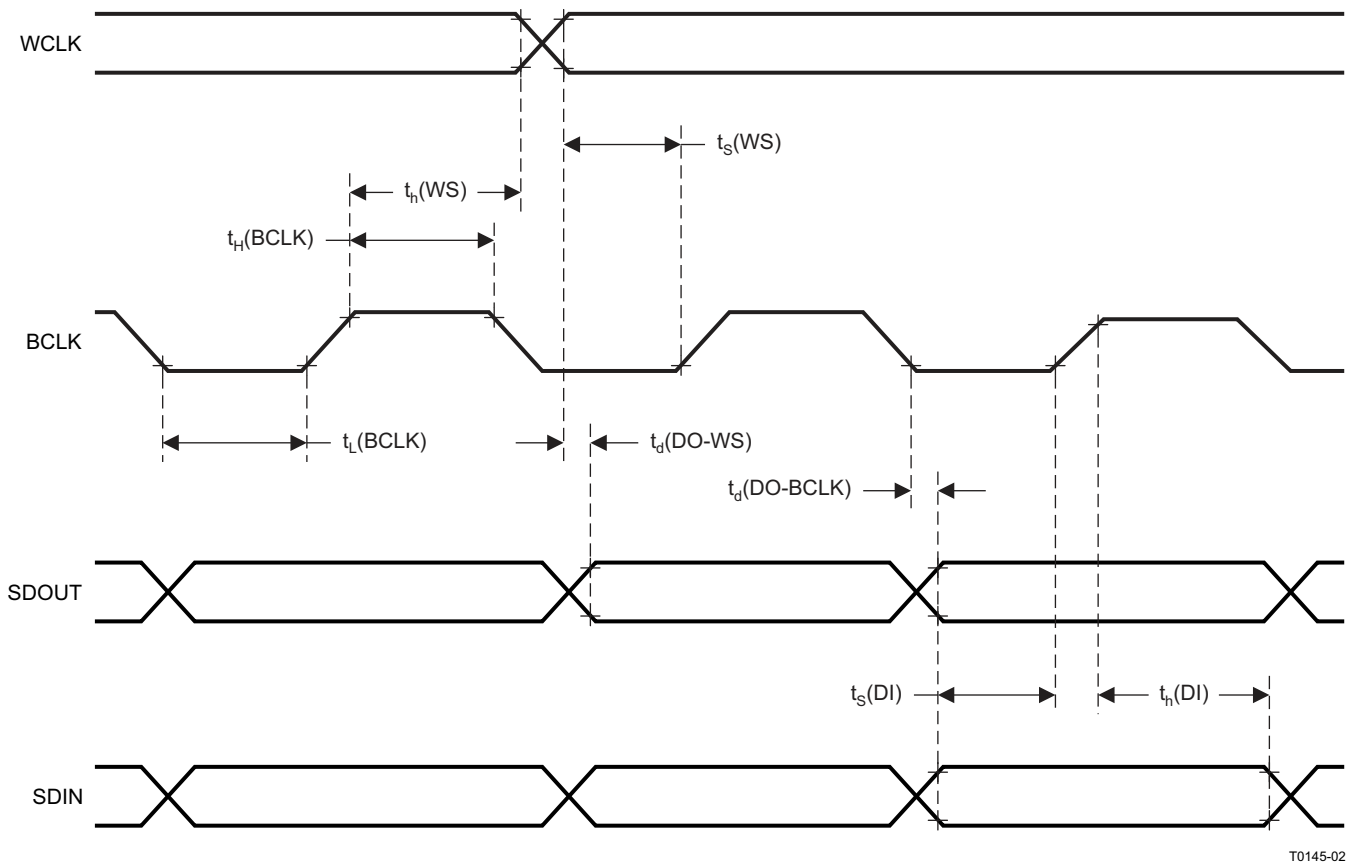 WCLK
tS(WS)
th(WS)
tH(BCLK)
BCLK
tL(BCLK)
td(DO-WS)
td(DO-BCLK)
SDOUT
tS(DI)
th(DI)
SDIN
T0145-02